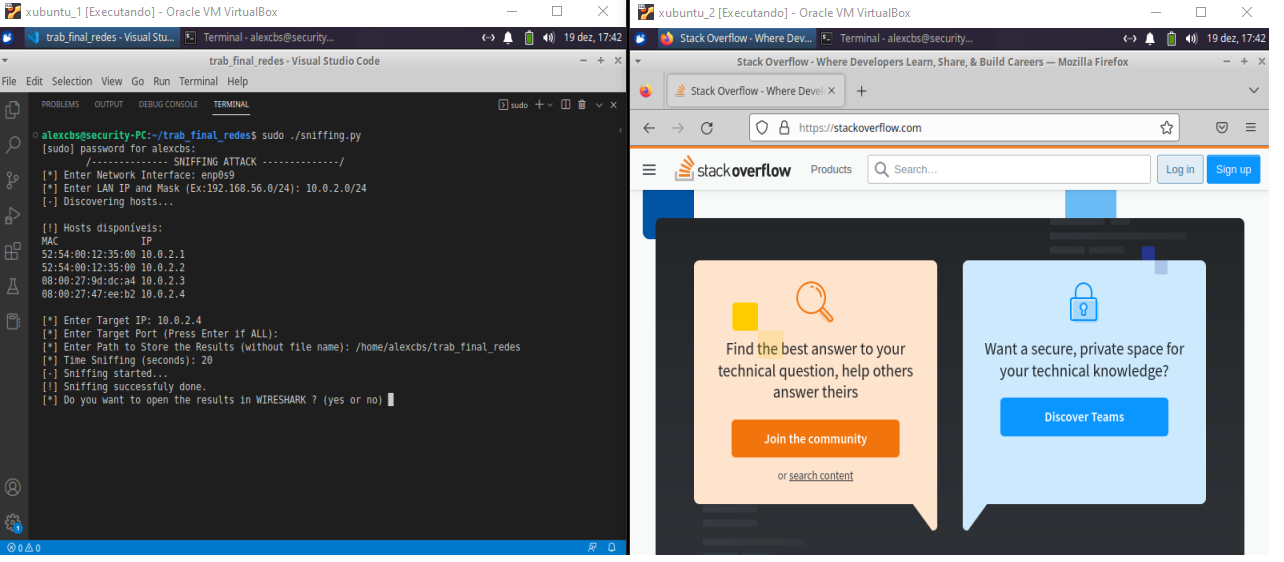 xubuntu_1 [Executando] - Oracle VM VirtualBox
trab_final_redes - Visual Stu...
Terminal - alexcbs@security...
19 dez, 17:42
trab_final_redes - Visual Studio Code
File Edit Selection View Go Run Terminal Help
PROBLEMS OUTPUT DEBUG CONSOLE TERMINAL
sudo
alexcbs@security-PC:~/trab_final_redes$ sudo ./sniffing.py
[sudo] password for alexcbs:
/-------------- SNIFFING ATTACK --------------/
[*] Enter Network Interface: enp0s9
[*] Enter LAN IP and Mask (Ex:192.168.56.0/24): 10.0.2.0/24
[-] Discovering hosts...
[!] Hosts disponíveis:
MAC IP
52:54:00:12:35:00 10.0.2.1
52:54:00:12:35:00 10.0.2.2
08:00:27:9d:dc:a4 10.0.2.3
08:00:27:47:ee:b2 10.0.2.4
[*] Enter Target IP: 10.0.2.4
[*] Enter Target Port (Press Enter if ALL):
[*] Enter Path to Store the Results (without file name): /home/alexcbs/trab_final_redes
[*] Time Sniffing (seconds): 20
[-] Sniffing started...
[!] Sniffing successfuly done.
[*] Do you want to open the results in WIRESHARK ? (yes or no)
1
0 0
xubuntu_2 [Executando] - Oracle VM VirtualBox
Stack Overflow - Where Dev...
Terminal - alexcbs@security...
19 dez, 17:42
Stack Overflow - Where Developers Learn, Share, & Build Careers — Mozilla Firefox
Stack Overflow - Where Devel
https://stackoverflow.com
stackoverflow
Products
Search...
Log in
Sign up
Find the best answer to your
technical question, help others
answer theirs
Join the community
or search content
Want a secure, private space for
your technical knowledge?
Discover Teams